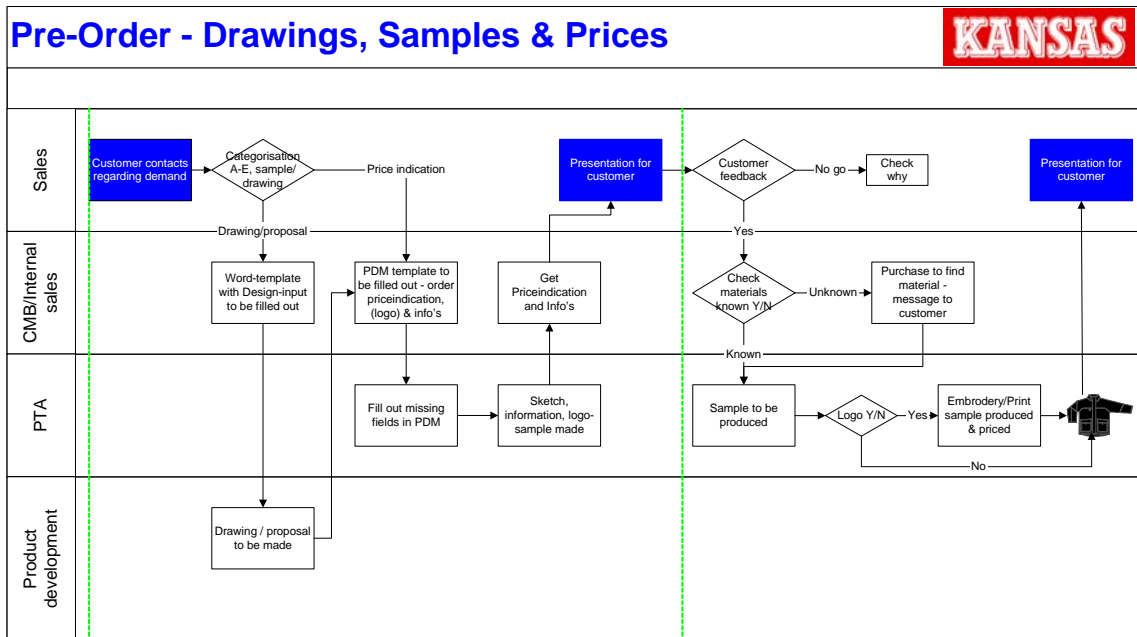 Pre-Order - Drawings, Samples & Prices
KANSAS
Sales
Customer contacts
regarding demand
Categorisation
A-E, sample/
drawing
Price indication
Presentation for
customer
Customer
feedback
No go
Check
why
Presentation for
customer
Drawing/proposal
Yes
CMB/Internal
sales
Word-template
with Design-input
to be filled out
PDM template to
be filled out - order
priceindication,
(logo) & info's
Get
Priceindication
and Info's
Check
materials
known Y/N
Unknown
Purchase to find
material -
message to
customer
Known
PTA
Fill out missing
fields in PDM
Sketch,
information, logo-
sample made
Sample to be
produced
Logo Y/N
Yes
Embrodery/Print
sample produced
& priced
No
Product
development
Drawing / proposal
to be made